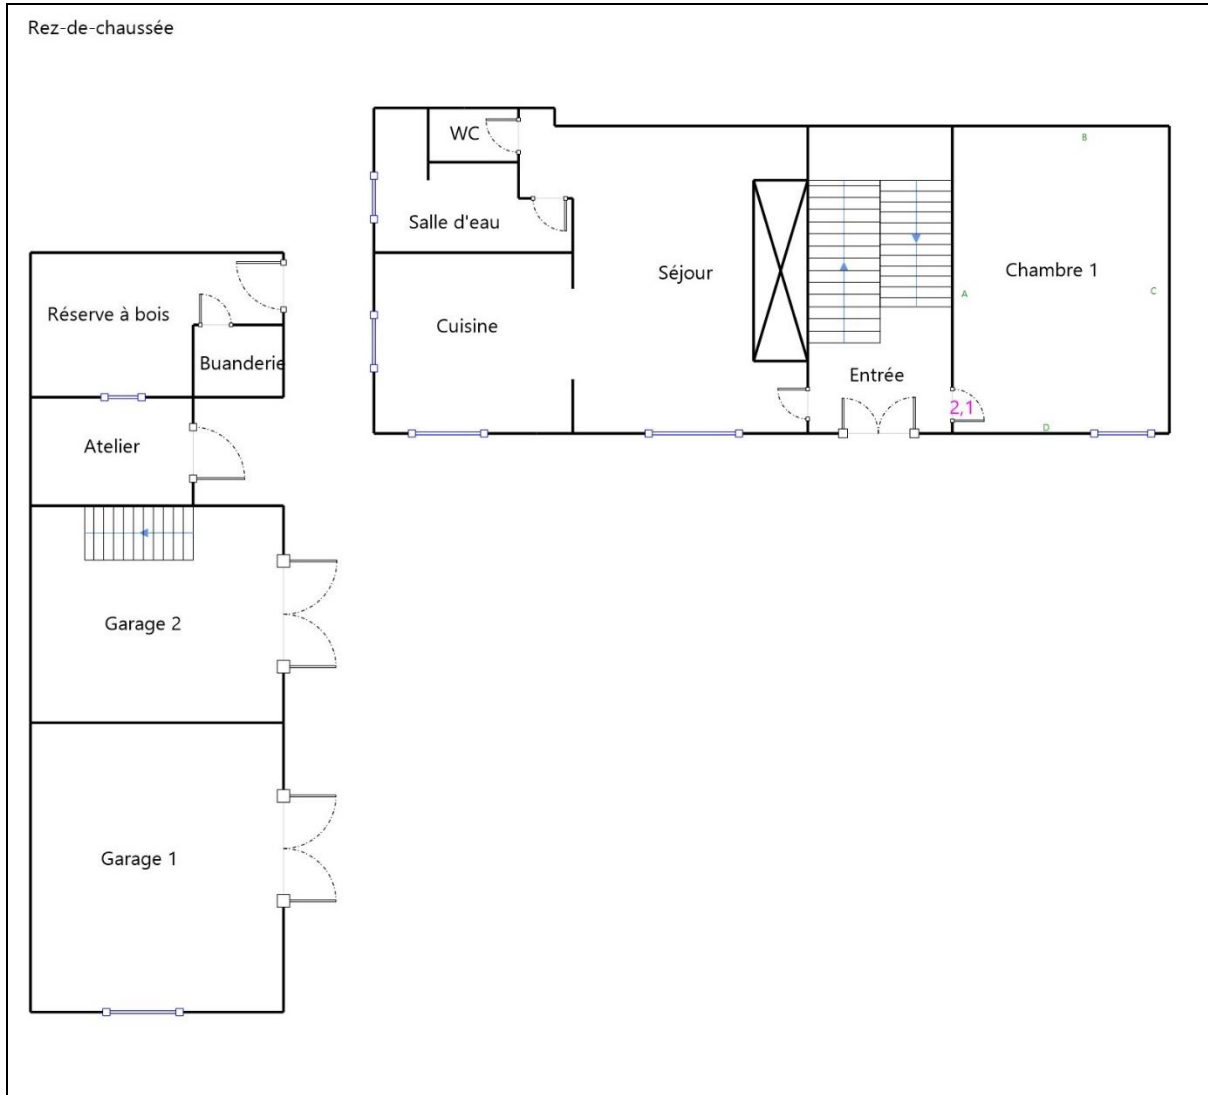 Rez-de-chaussée
WC
B
Salle d'eau
Séjour
Chambre 1
A
C
Réserve à bois
Cuisine
Buanderie
Entrée
2,1
D
Atelier
Garage 2
Garage 1